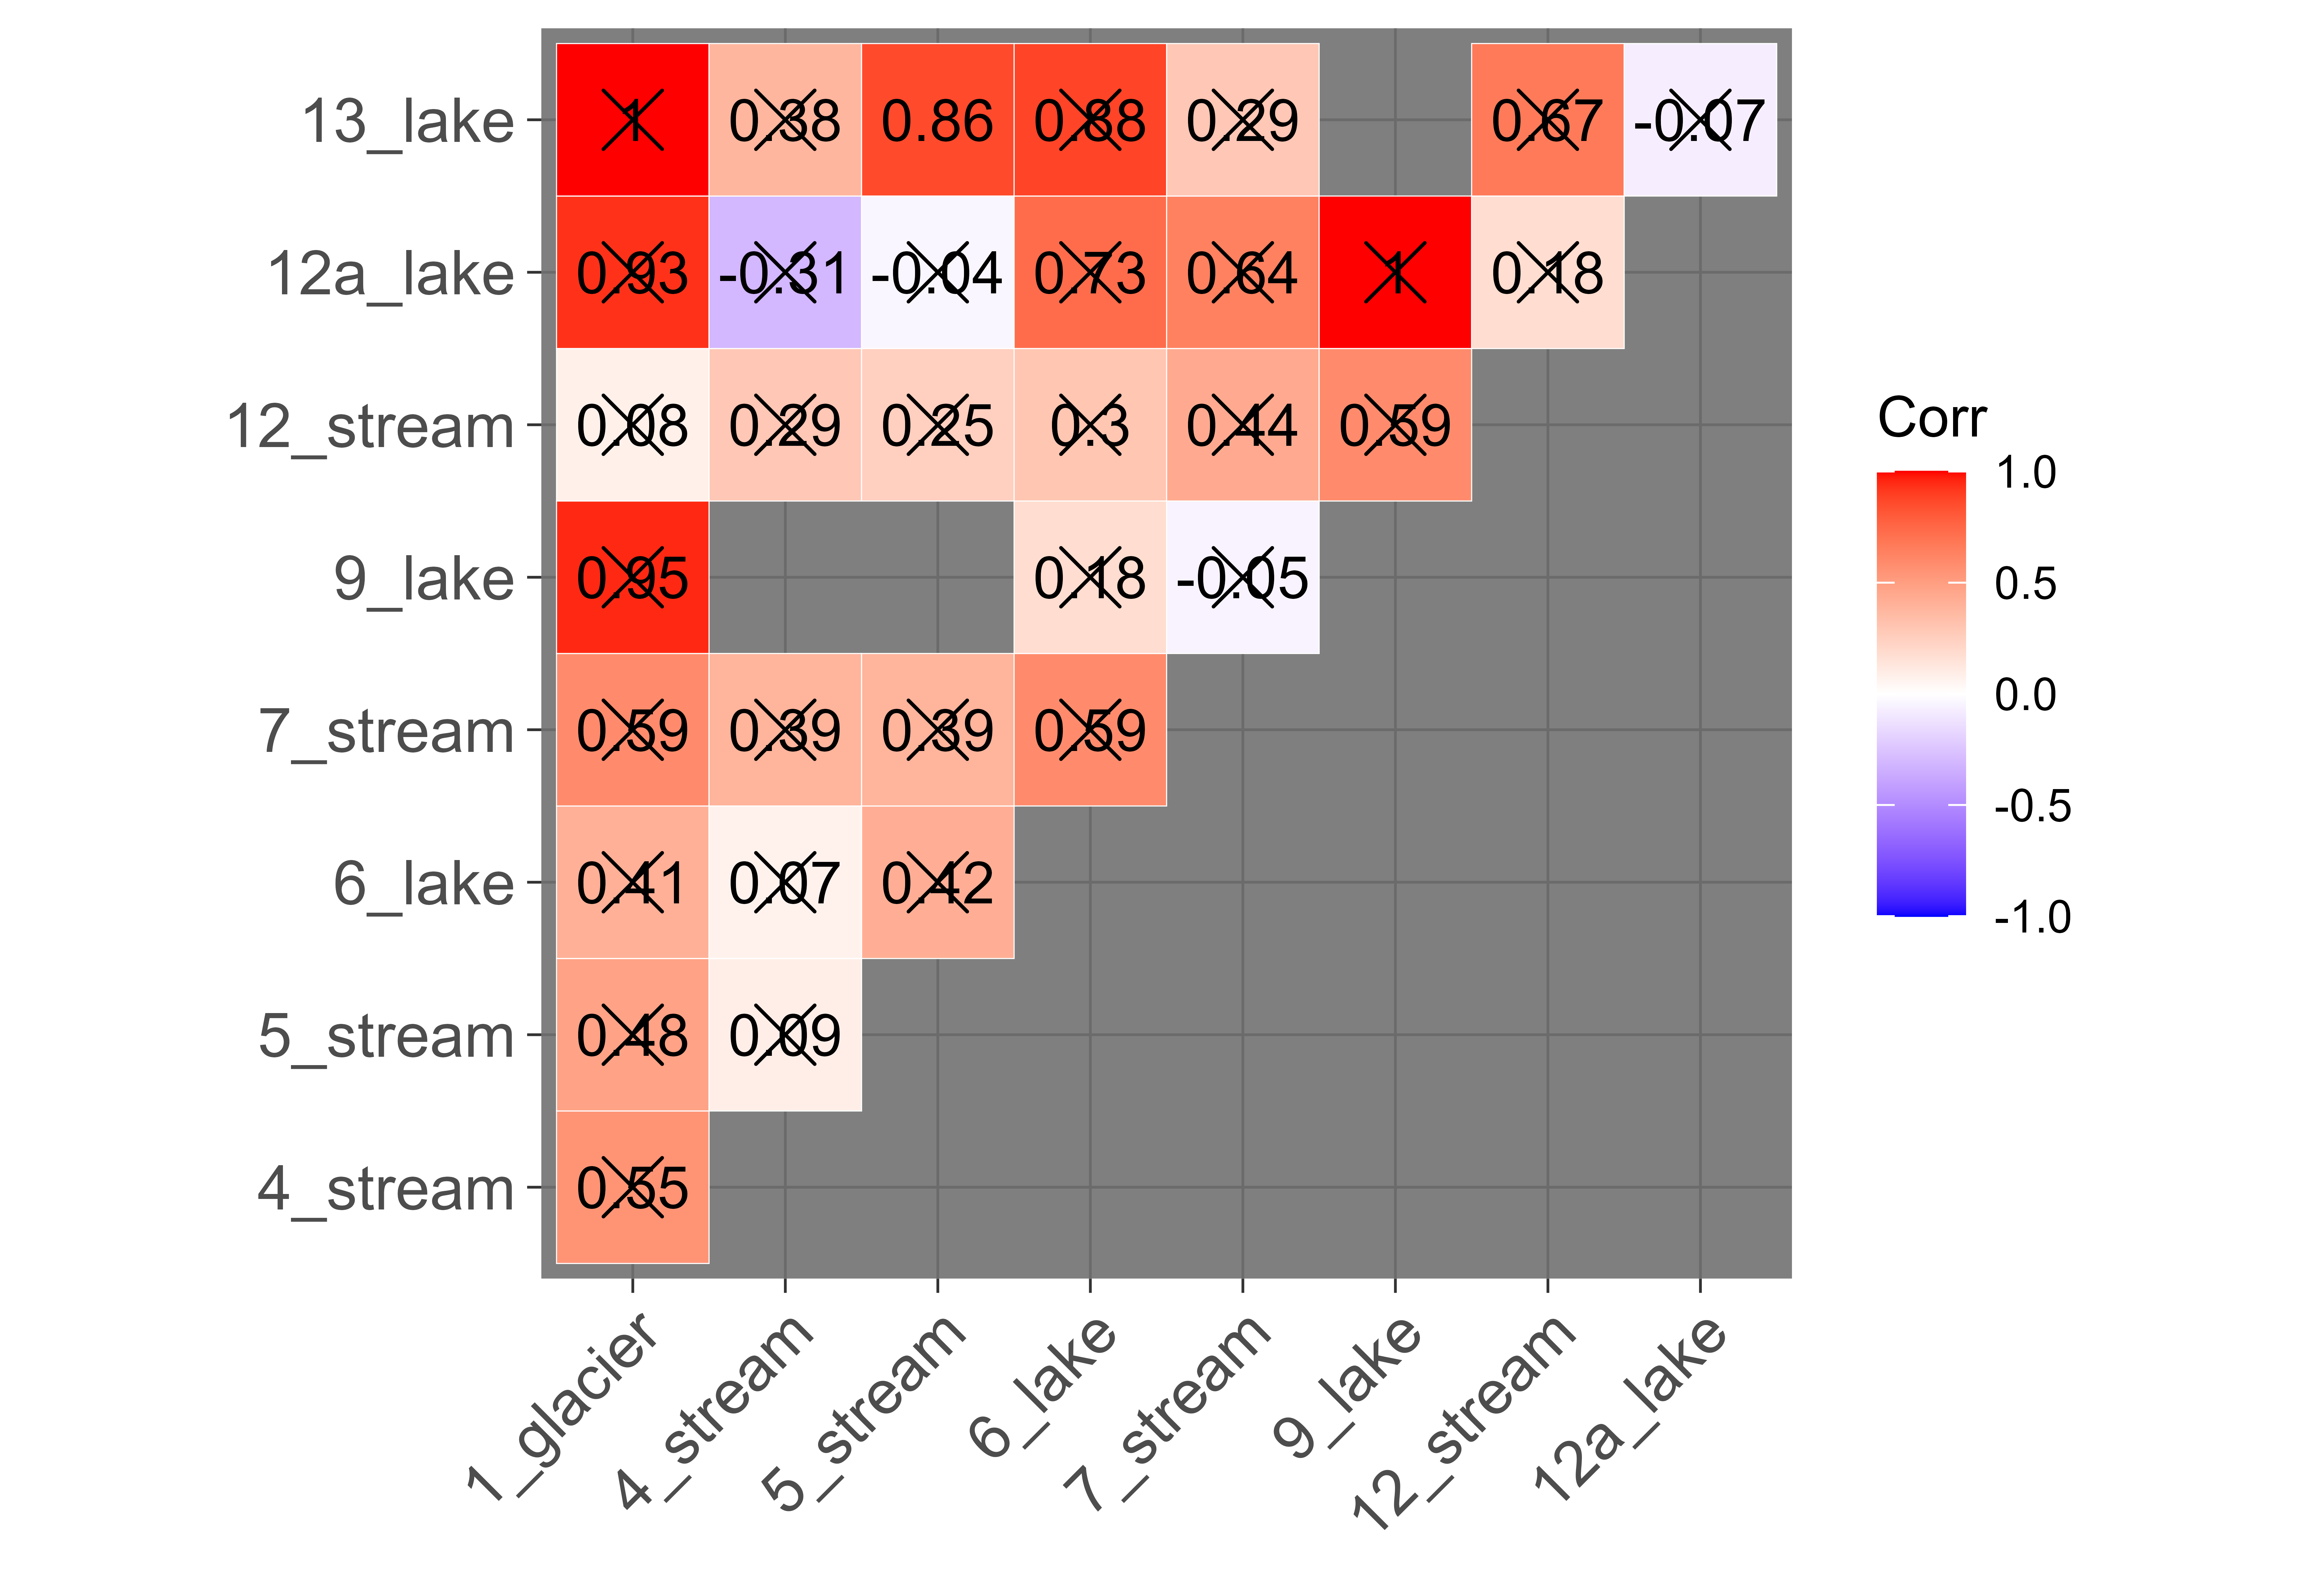 13_lake 1 0.38 0.86 0.88 0.29 0.67 -0.07
12a_lake 0.93 -0.31 -0.04 0.73 0.64 1 0.18
12_stream 0.08 0.29 0.25 0.3 0.44 0.59
9_lake 0.95 0.18 -0.05
7_stream 0.59 0.39 0.39 0.59
6_lake 0.41 0.07 0.42
5_stream 0.48 0.09
4_stream 0.55
1_glacier 4_stream 5_stream 6_lake 7_stream 9_lake 12_stream 12a_lake
Corr
1.0
0.5
0.0
-0.5
-1.0